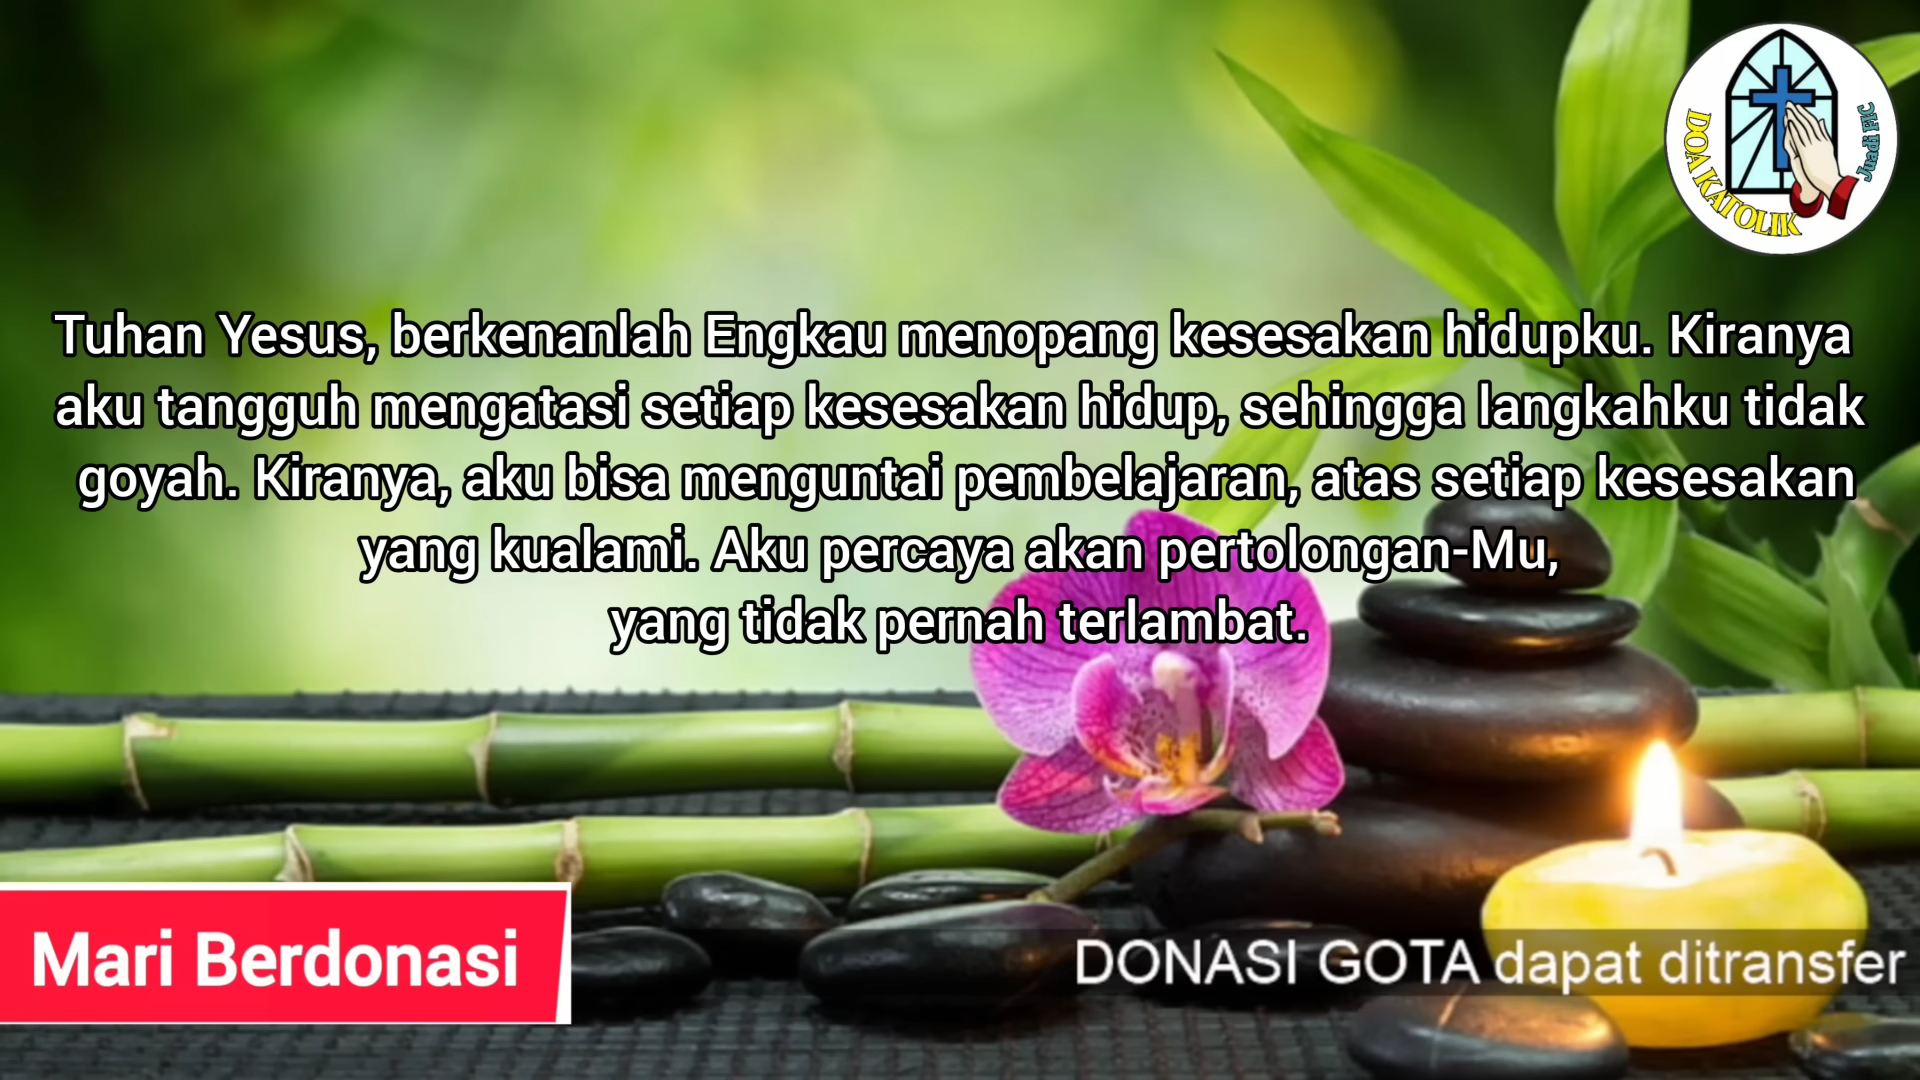 DOA KATOLIK
Juadi FIC
Tuhan Yesus, berkenanlah Engkau menopang kesesakan hidupku. Kiranya
aku tangguh mengatasi setiap kesesakan hidup, sehingga langkahku tidak
goyah. Kiranya, aku bisa menguntai pembelajaran, atas setiap kesesakan
yang kualami. Aku percaya akan pertolongan-Mu,
yang tidak pernah terlambat.
Mari Berdonasi
DONASI GOTA dapat ditransfer